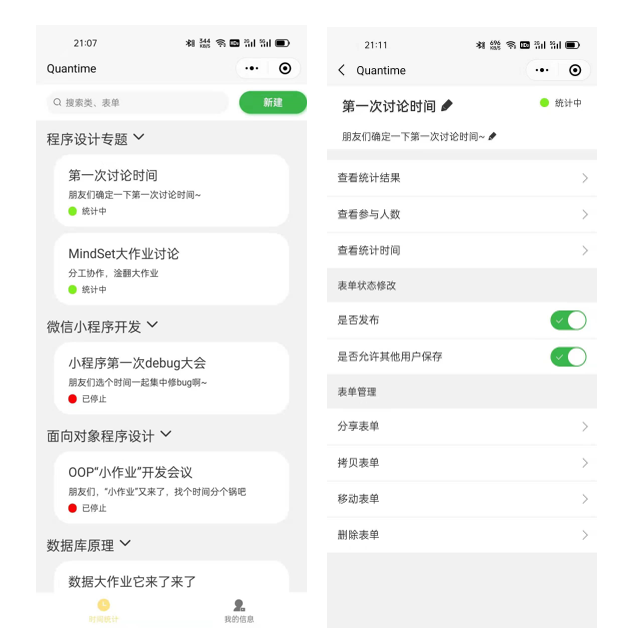 21:07
344 KB/S
HD
Quantime
搜索类、表单
新建
程序设计专题
第一次讨论时间
朋友们确定一下第一次讨论时间~
统计中
MindSet大作业讨论
分工协作，淦翻大作业
统计中
微信小程序开发
小程序第一次debug大会
朋友们选个时间一起集中修bug啊~
已停止
面向对象程序设计
OOP“小作业”开发会议
朋友们，“小作业”又来了，找个时间分个锅吧
已停止
数据库原理
数据大作业它来了来了
时间统计
我的信息
21:11
696 KB/S
HD
Quantime
第一次讨论时间
统计中
朋友们确定一下第一次讨论时间~
查看统计结果
查看参与人数
查看统计时间
表单状态修改
是否发布
是否允许其他用户保存
表单管理
分享表单
拷贝表单
移动表单
删除表单